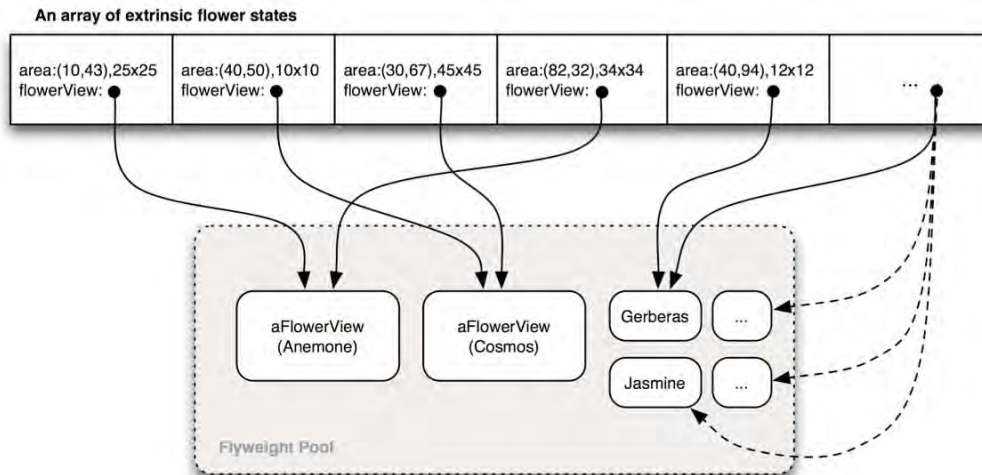 An array of extrinsic flower states
area:(10,43),25x25
flowerView:
area:(40,50),10x10
flowerView:
area:(30,67),45x45
flowerView:
area:(82,32),34x34
flowerView:
area:(40,94),12x12
flowerView:
...
aFlowerView
(Anemone)
aFlowerView
(Cosmos)
Gerberas
...
Jasmine
...
Flyweight Pool